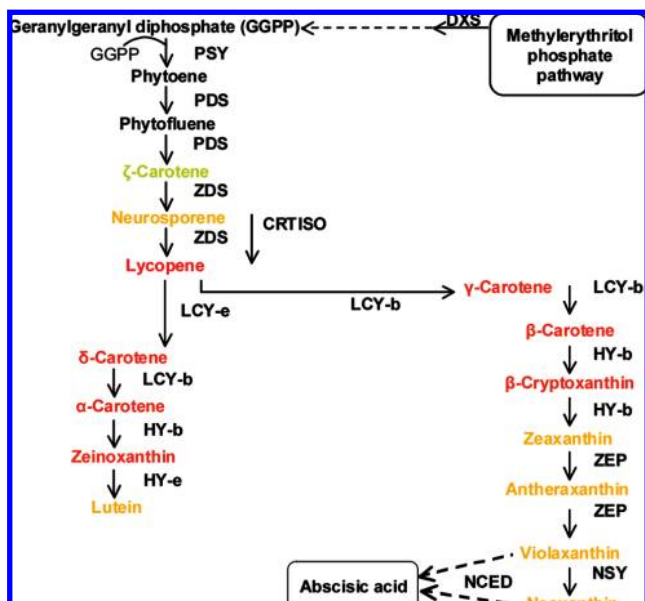 Geranylgeranyl diphosphate (GGPP)
DXS
Methylerythritol
phosphate
pathway
GGPP
PSY
Phytoene
PDS
Phytofluene
PDS
ζ-Carotene
ZDS
Neurosporene
ZDS
CRTISO
Lycopene
LCY-e
LCY-b
γ-Carotene
LCY-b
β-Carotene
HY-b
β-Cryptoxanthin
HY-b
Zeaxanthin
ZEP
Antheraxanthin
ZEP
Violaxanthin
NSY
δ-Carotene
LCY-b
α-Carotene
HY-b
Zeinoxanthin
HY-e
Lutein
Abscisic acid
NCED